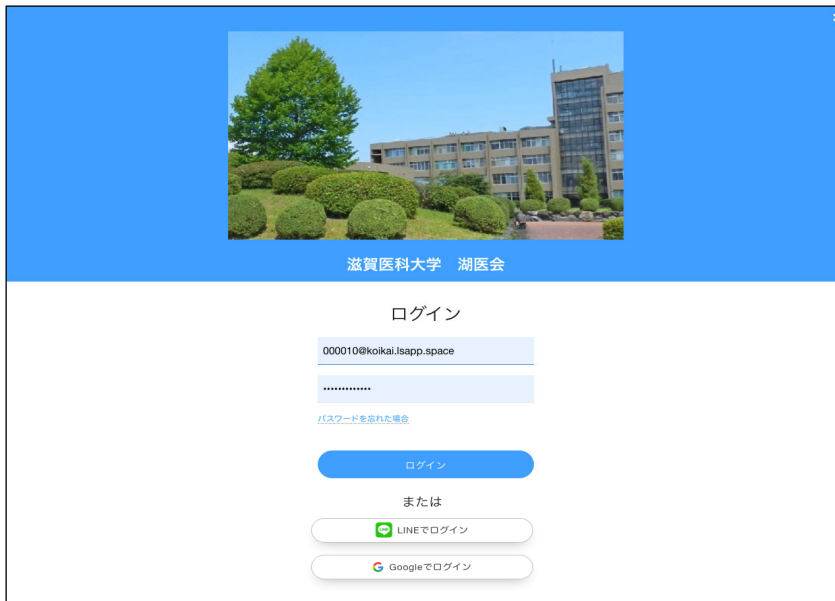 滋賀医科大学　湖医会
ログイン
000010@koikai.lsapp.space
•••••••••••••
パスワードを忘れた場合
ログイン
または
LINEでログイン
Googleでログイン